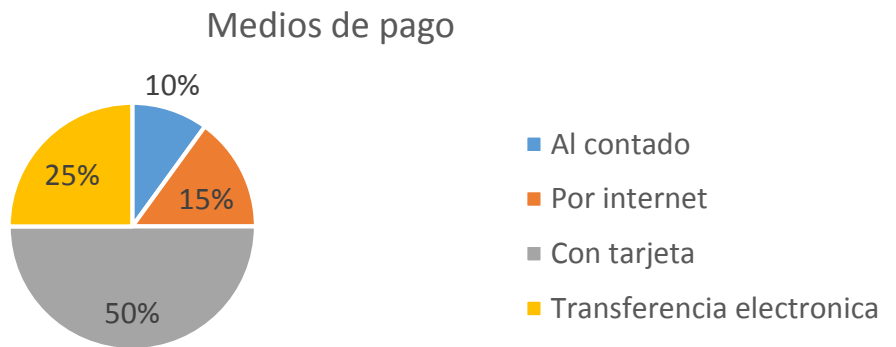 Medios de pago
10%
15%
25%
50%
Al contado
Por internet
Con tarjeta
Transferencia electronica